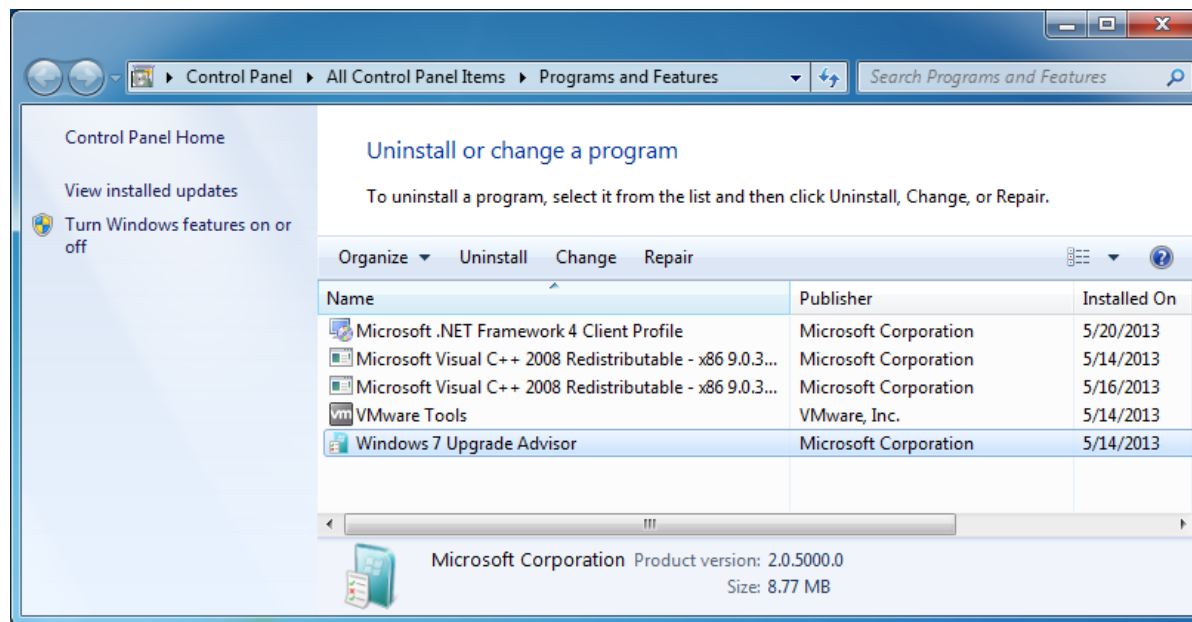 Control Panel ▸ All Control Panel Items ▸ Programs and Features
Search Programs and Features
Control Panel Home
View installed updates
Turn Windows features on or
off
Uninstall or change a program
To uninstall a program, select it from the list and then click Uninstall, Change, or Repair.
Organize Uninstall Change Repair
Name Publisher Installed On
Microsoft .NET Framework 4 Client Profile Microsoft Corporation 5/20/2013
Microsoft Visual C++ 2008 Redistributable - x86 9.0.3... Microsoft Corporation 5/14/2013
Microsoft Visual C++ 2008 Redistributable - x86 9.0.3... Microsoft Corporation 5/16/2013
vm VMware Tools VMware, Inc. 5/14/2013
Windows 7 Upgrade Advisor Microsoft Corporation 5/14/2013
Microsoft Corporation Product version: 2.0.5000.0
Size: 8.77 MB